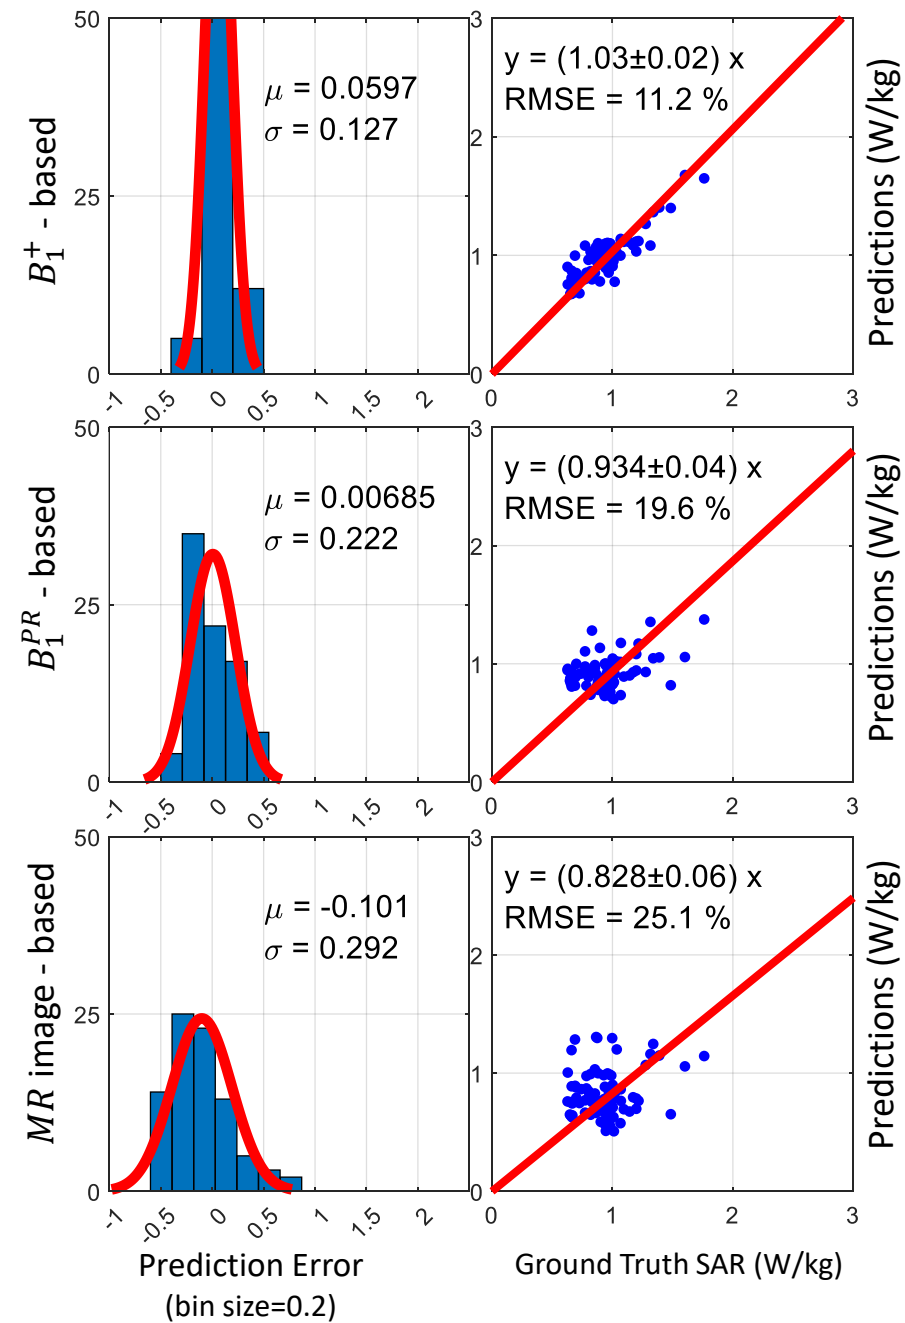 B₁⁺ - based
50
25
0
-1
-0.5
0
0.5
1
1.5
2
μ = 0.0597
σ = 0.127
3
2
1
0
0
1
2
3
y = (1.03±0.02) x
RMSE = 11.2 %
Predictions (W/kg)
B₁ᴾᴿ - based
50
25
0
-1
-0.5
0
0.5
1
1.5
2
μ = 0.00685
σ = 0.222
3
2
1
0
0
1
2
3
y = (0.934±0.04) x
RMSE = 19.6 %
Predictions (W/kg)
MR image - based
50
25
0
-1
-0.5
0
0.5
1
1.5
2
μ = -0.101
σ = 0.292
3
2
1
0
0
1
2
3
y = (0.828±0.06) x
RMSE = 25.1 %
Predictions (W/kg)
Prediction Error
(bin size=0.2)
Ground Truth SAR (W/kg)